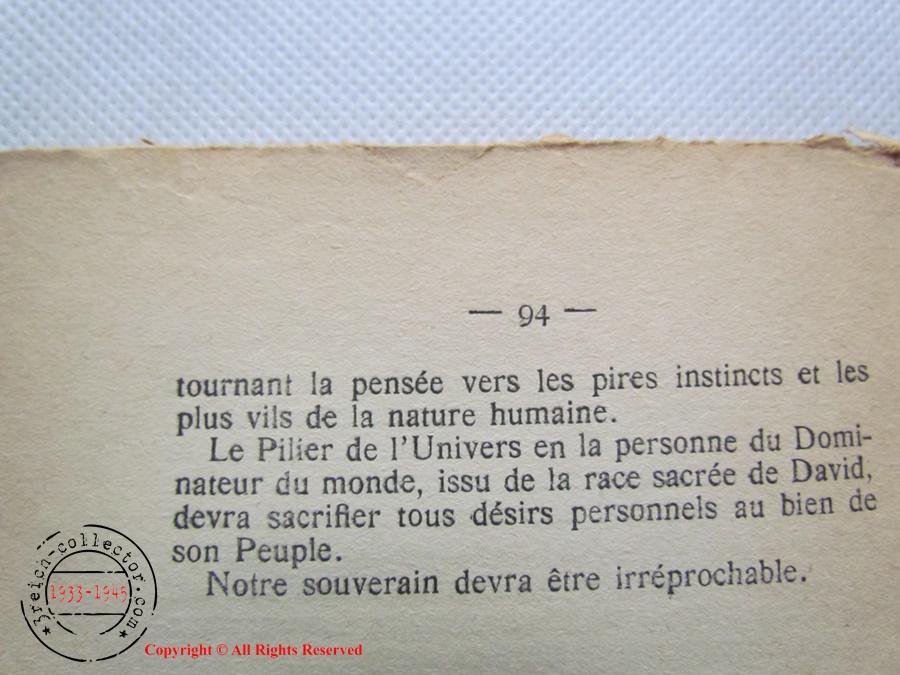 — 94 —
tournant la pensée vers les pires instincts et les
plus vils de la nature humaine.
Le Pilier de l'Univers en la personne du Domi-
nateur du monde, issu de la race sacrée de David,
devra sacrifier tous désirs personnels au bien de
son Peuple.
Notre souverain devra être irréprochable.
3reich-collector.com
1933-1945
Copyright © All Rights Reserved